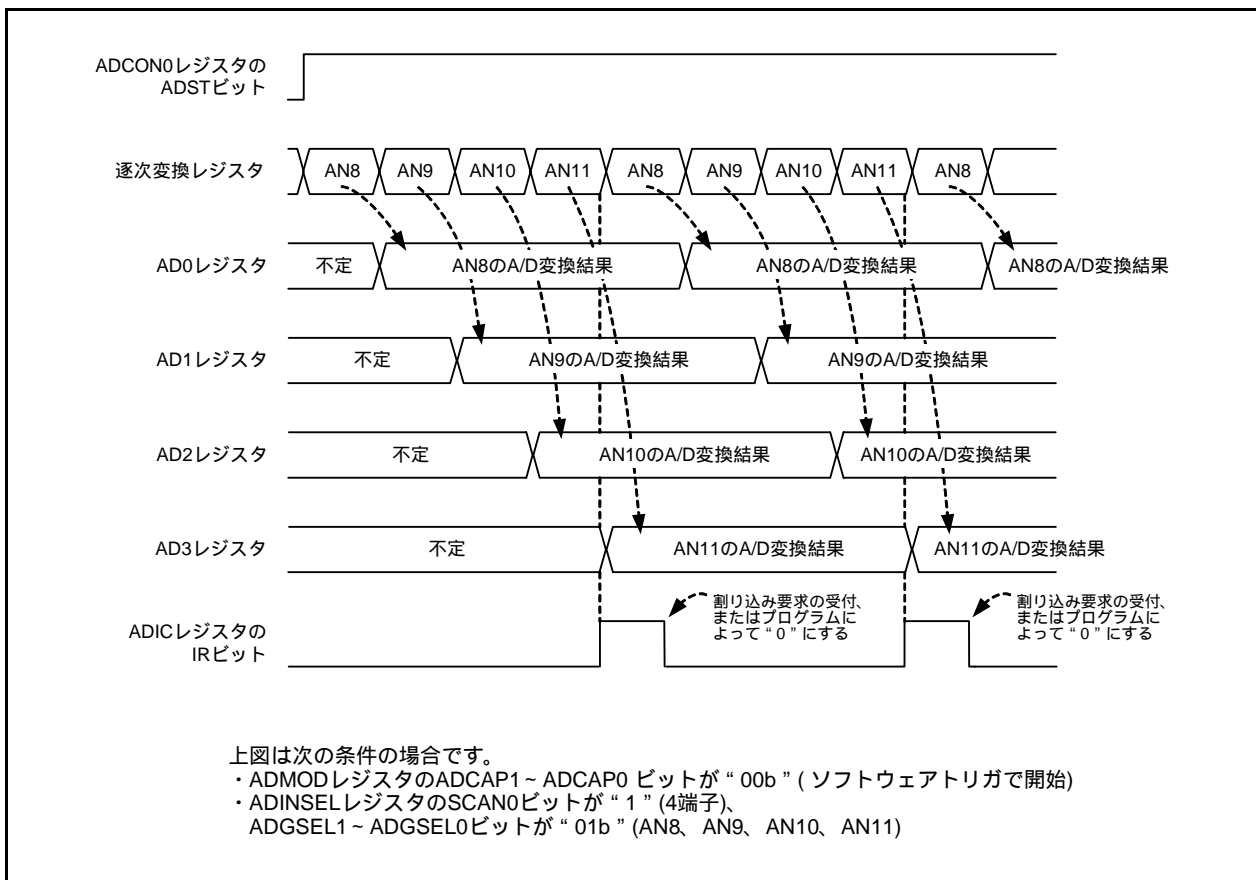 ADCON0レジスタの
ADSTビット
逐次変換レジスタ
AN8 AN9 AN10 AN11 AN8 AN9 AN10 AN11 AN8
AD0レジスタ
不定 AN8のA/D変換結果 AN8のA/D変換結果 AN8のA/D変換結果
AD1レジスタ
不定 AN9のA/D変換結果 AN9のA/D変換結果
AD2レジスタ
不定 AN10のA/D変換結果 AN10のA/D変換結果
AD3レジスタ
不定 AN11のA/D変換結果 AN11のA/D変換結果
ADICレジスタの
IRビット
割り込み要求の受付、
またはプログラムに
よって“0”にする
割り込み要求の受付、
またはプログラムに
よって“0”にする
上図は次の条件の場合です。
・ADMODレジスタのADCAP1~ADCAP0 ビットが“00b”(ソフトウェアトリガで開始)
・ADINSELレジスタのSCAN0ビットが“1”(4端子)、
ADGSEL1~ADGSEL0ビットが“01b”(AN8、AN9、AN10、AN11)